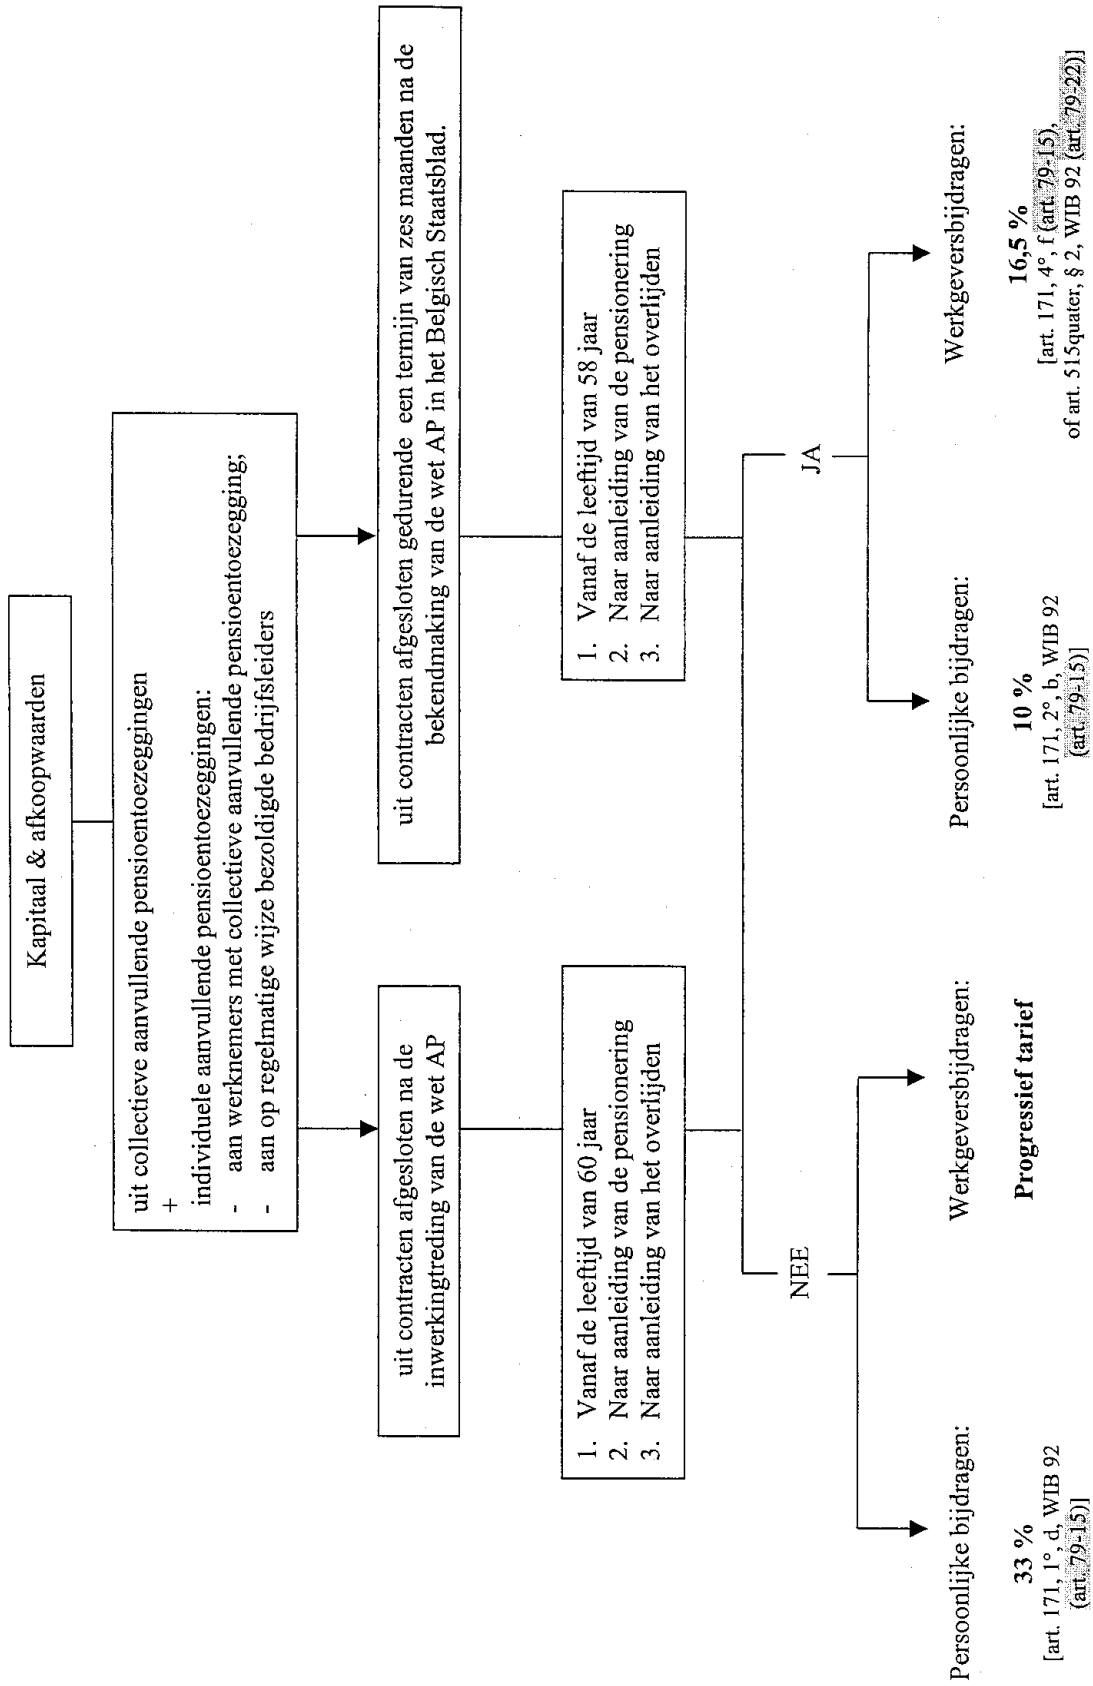 Kapitaal & afkoopwaarden
uit collectieve aanvullende pensioentoezeggingen
+
individuele aanvullende pensioentoezeggingen:
- aan werknemers met collectieve aanvullende pensioentoezegging;
- aan op regelmatige wijze bezoldigde bedrijfsleiders
uit contracten afgesloten na de
inwerkingtreding van de wet AP
uit contracten afgesloten gedurende een termijn van zes maanden na de
bekendmaking van de wet AP in het Belgisch Staatsblad.
1. Vanaf de leeftijd van 60 jaar
2. Naar aanleiding van de pensionering
3. Naar aanleiding van het overlijden
1. Vanaf de leeftijd van 58 jaar
2. Naar aanleiding van de pensionering
3. Naar aanleiding van het overlijden
NEE
JA
Persoonlijke bijdragen:
33 %
[art. 171, 1°, d, WIB 92
(art. 79-15)]
Werkgeversbijdragen:
Progressief tarief
Persoonlijke bijdragen:
10 %
[art. 171, 2°, b, WIB 92
(art. 79-15)]
Werkgeversbijdragen:
16,5 %
[art. 171, 4°, f (art. 79-15),
of art. 515quater, § 2, WIB 92 (art. 79-22)]